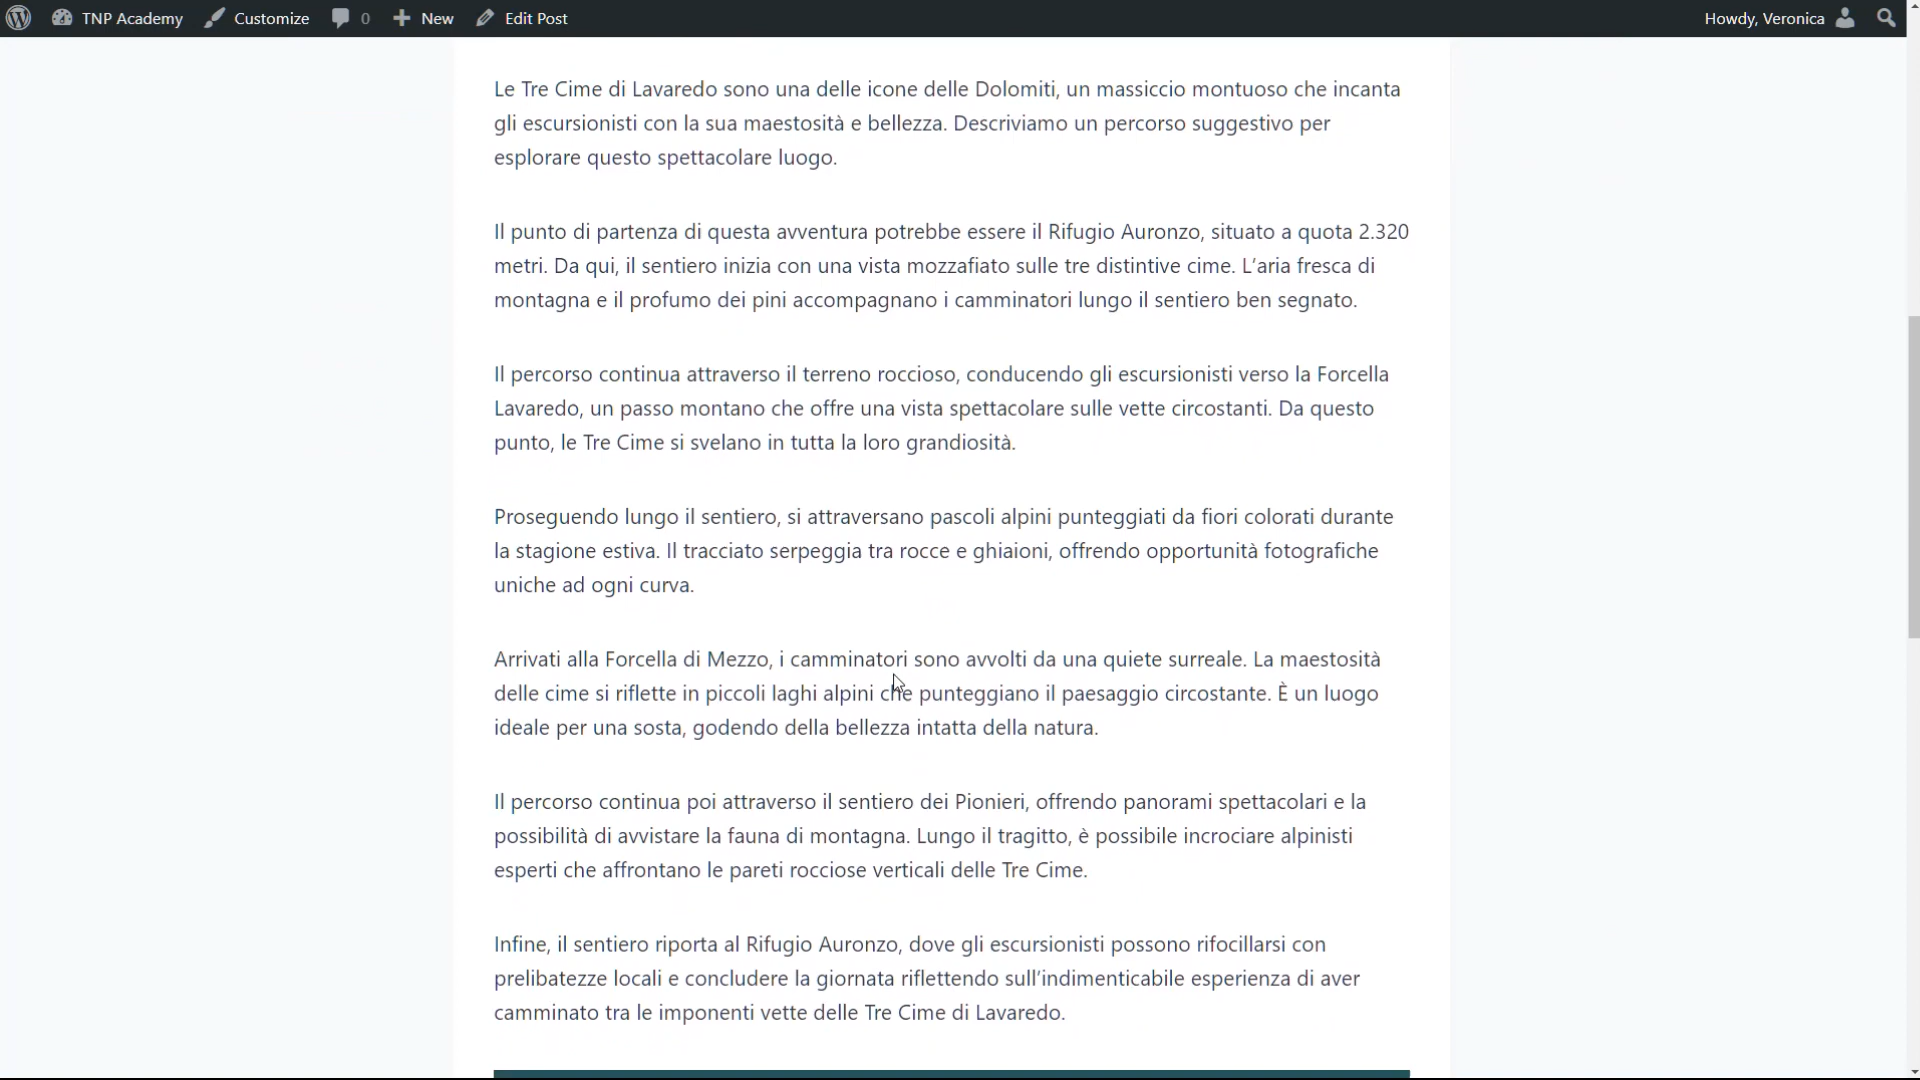 TNP Academy Customize 0 New Edit Post Howdy, Veronica
Le Tre Cime di Lavaredo sono una delle icone delle Dolomiti, un massiccio montuoso che incanta
gli escursionisti con la sua maestosità e bellezza. Descriviamo un percorso suggestivo per
esplorare questo spettacolare luogo.
Il punto di partenza di questa avventura potrebbe essere il Rifugio Auronzo, situato a quota 2.320
metri. Da qui, il sentiero inizia con una vista mozzafiato sulle tre distintive cime. L’aria fresca di
montagna e il profumo dei pini accompagnano i camminatori lungo il sentiero ben segnato.
Il percorso continua attraverso il terreno roccioso, conducendo gli escursionisti verso la Forcella
Lavaredo, un passo montano che offre una vista spettacolare sulle vette circostanti. Da questo
punto, le Tre Cime si svelano in tutta la loro grandiosità.
Proseguendo lungo il sentiero, si attraversano pascoli alpini punteggiati da fiori colorati durante
la stagione estiva. Il tracciato serpeggia tra rocce e ghiaioni, offrendo opportunità fotografiche
uniche ad ogni curva.
Arrivati alla Forcella di Mezzo, i camminatori sono avvolti da una quiete surreale. La maestosità
delle cime si riflette in piccoli laghi alpini che punteggiano il paesaggio circostante. È un luogo
ideale per una sosta, godendo della bellezza intatta della natura.
Il percorso continua poi attraverso il sentiero dei Pionieri, offrendo panorami spettacolari e la
possibilità di avvistare la fauna di montagna. Lungo il tragitto, è possibile incrociare alpinisti
esperti che affrontano le pareti rocciose verticali delle Tre Cime.
Infine, il sentiero riporta al Rifugio Auronzo, dove gli escursionisti possono rifocillarsi con
prelibatezze locali e concludere la giornata riflettendo sull’indimenticabile esperienza di aver
camminato tra le imponenti vette delle Tre Cime di Lavaredo.